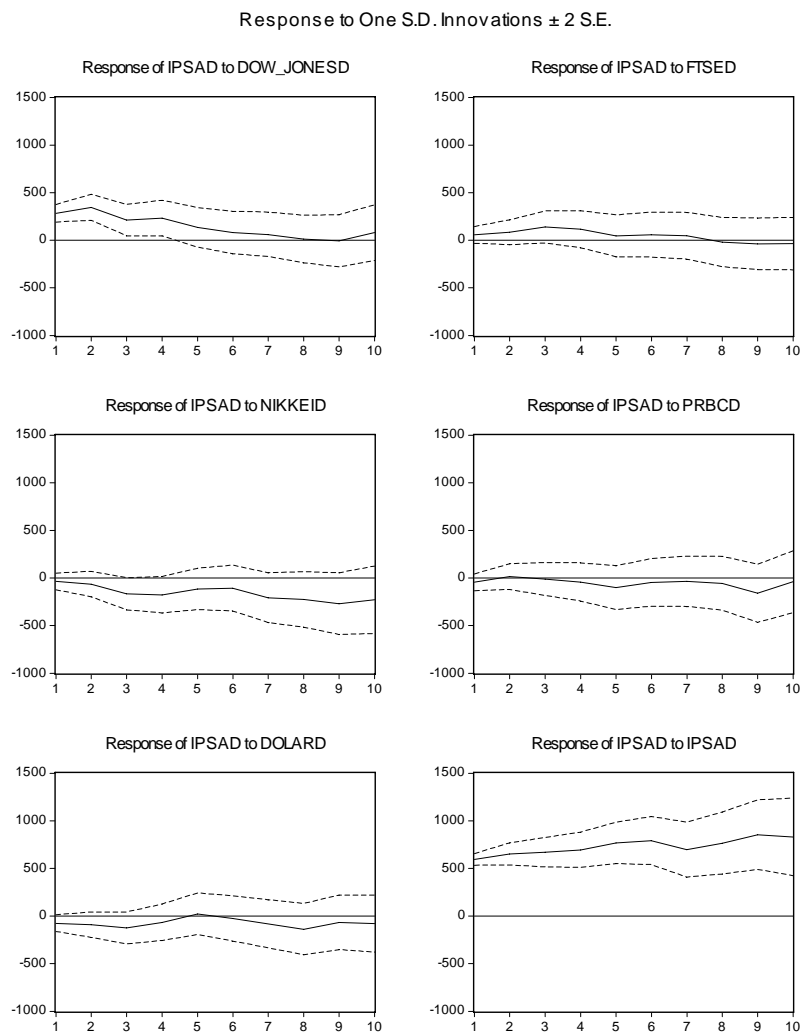 Response to One S.D. Innovations ± 2 S.E.
Response of IPSAD to DOW_JONESD
1500
1000
500
0
-500
-1000
1 2 3 4 5 6 7 8 9 10
Response of IPSAD to FTSED
1500
1000
500
0
-500
-1000
1 2 3 4 5 6 7 8 9 10
Response of IPSAD to NIKKEID
1500
1000
500
0
-500
-1000
1 2 3 4 5 6 7 8 9 10
Response of IPSAD to PRBCD
1500
1000
500
0
-500
-1000
1 2 3 4 5 6 7 8 9 10
Response of IPSAD to DOLARD
1500
1000
500
0
-500
-1000
1 2 3 4 5 6 7 8 9 10
Response of IPSAD to IPSAD
1500
1000
500
0
-500
-1000
1 2 3 4 5 6 7 8 9 10